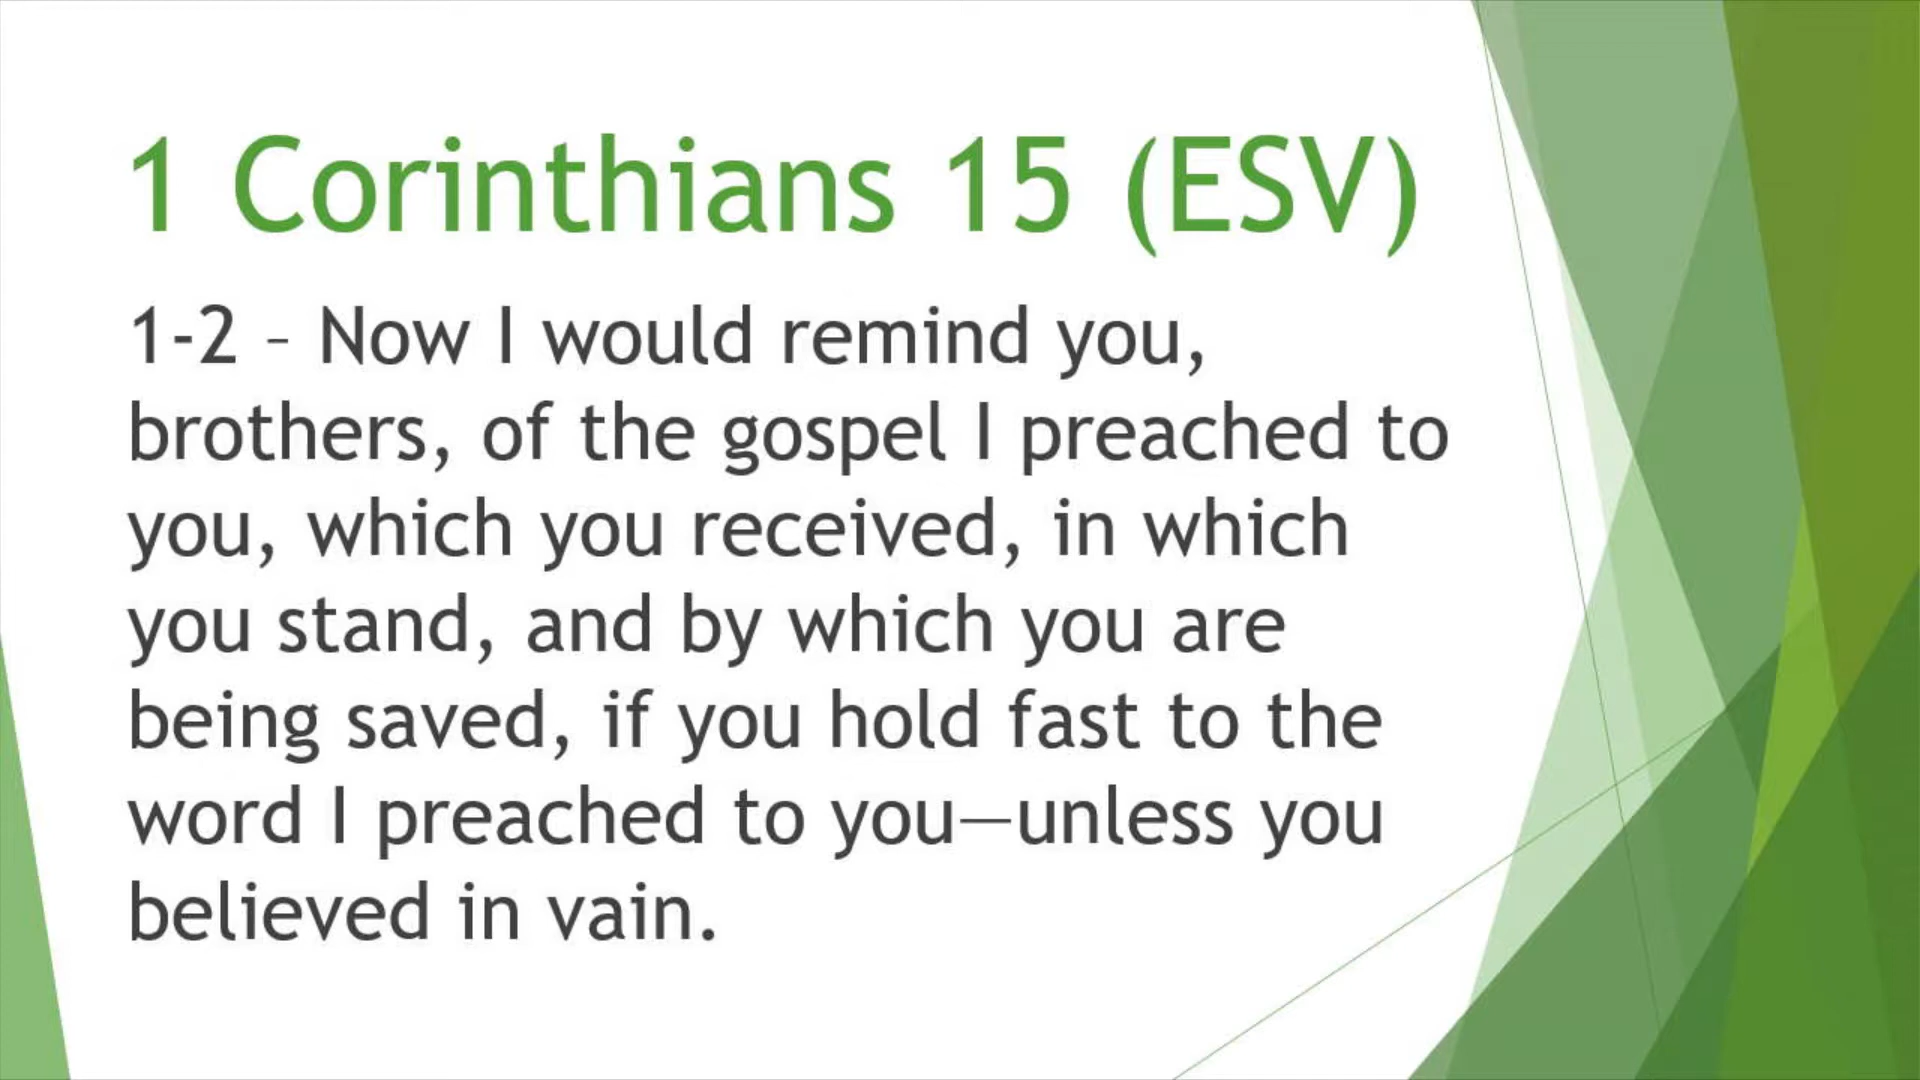 1 Corinthians 15 (ESV)
1-2 – Now I would remind you,
brothers, of the gospel I preached to
you, which you received, in which
you stand, and by which you are
being saved, if you hold fast to the
word I preached to you—unless you
believed in vain.